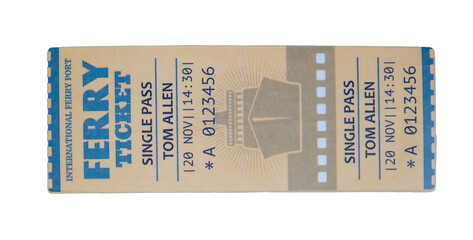 INTERNATIONAL FERRY PORT
FERRY
TICKET
SINGLE PASS
TOM ALLEN
|20 NOV||14:30|
*A 0123456
SINGLE PASS
TOM ALLEN
|20 NOV||14:30|
*A 0123456